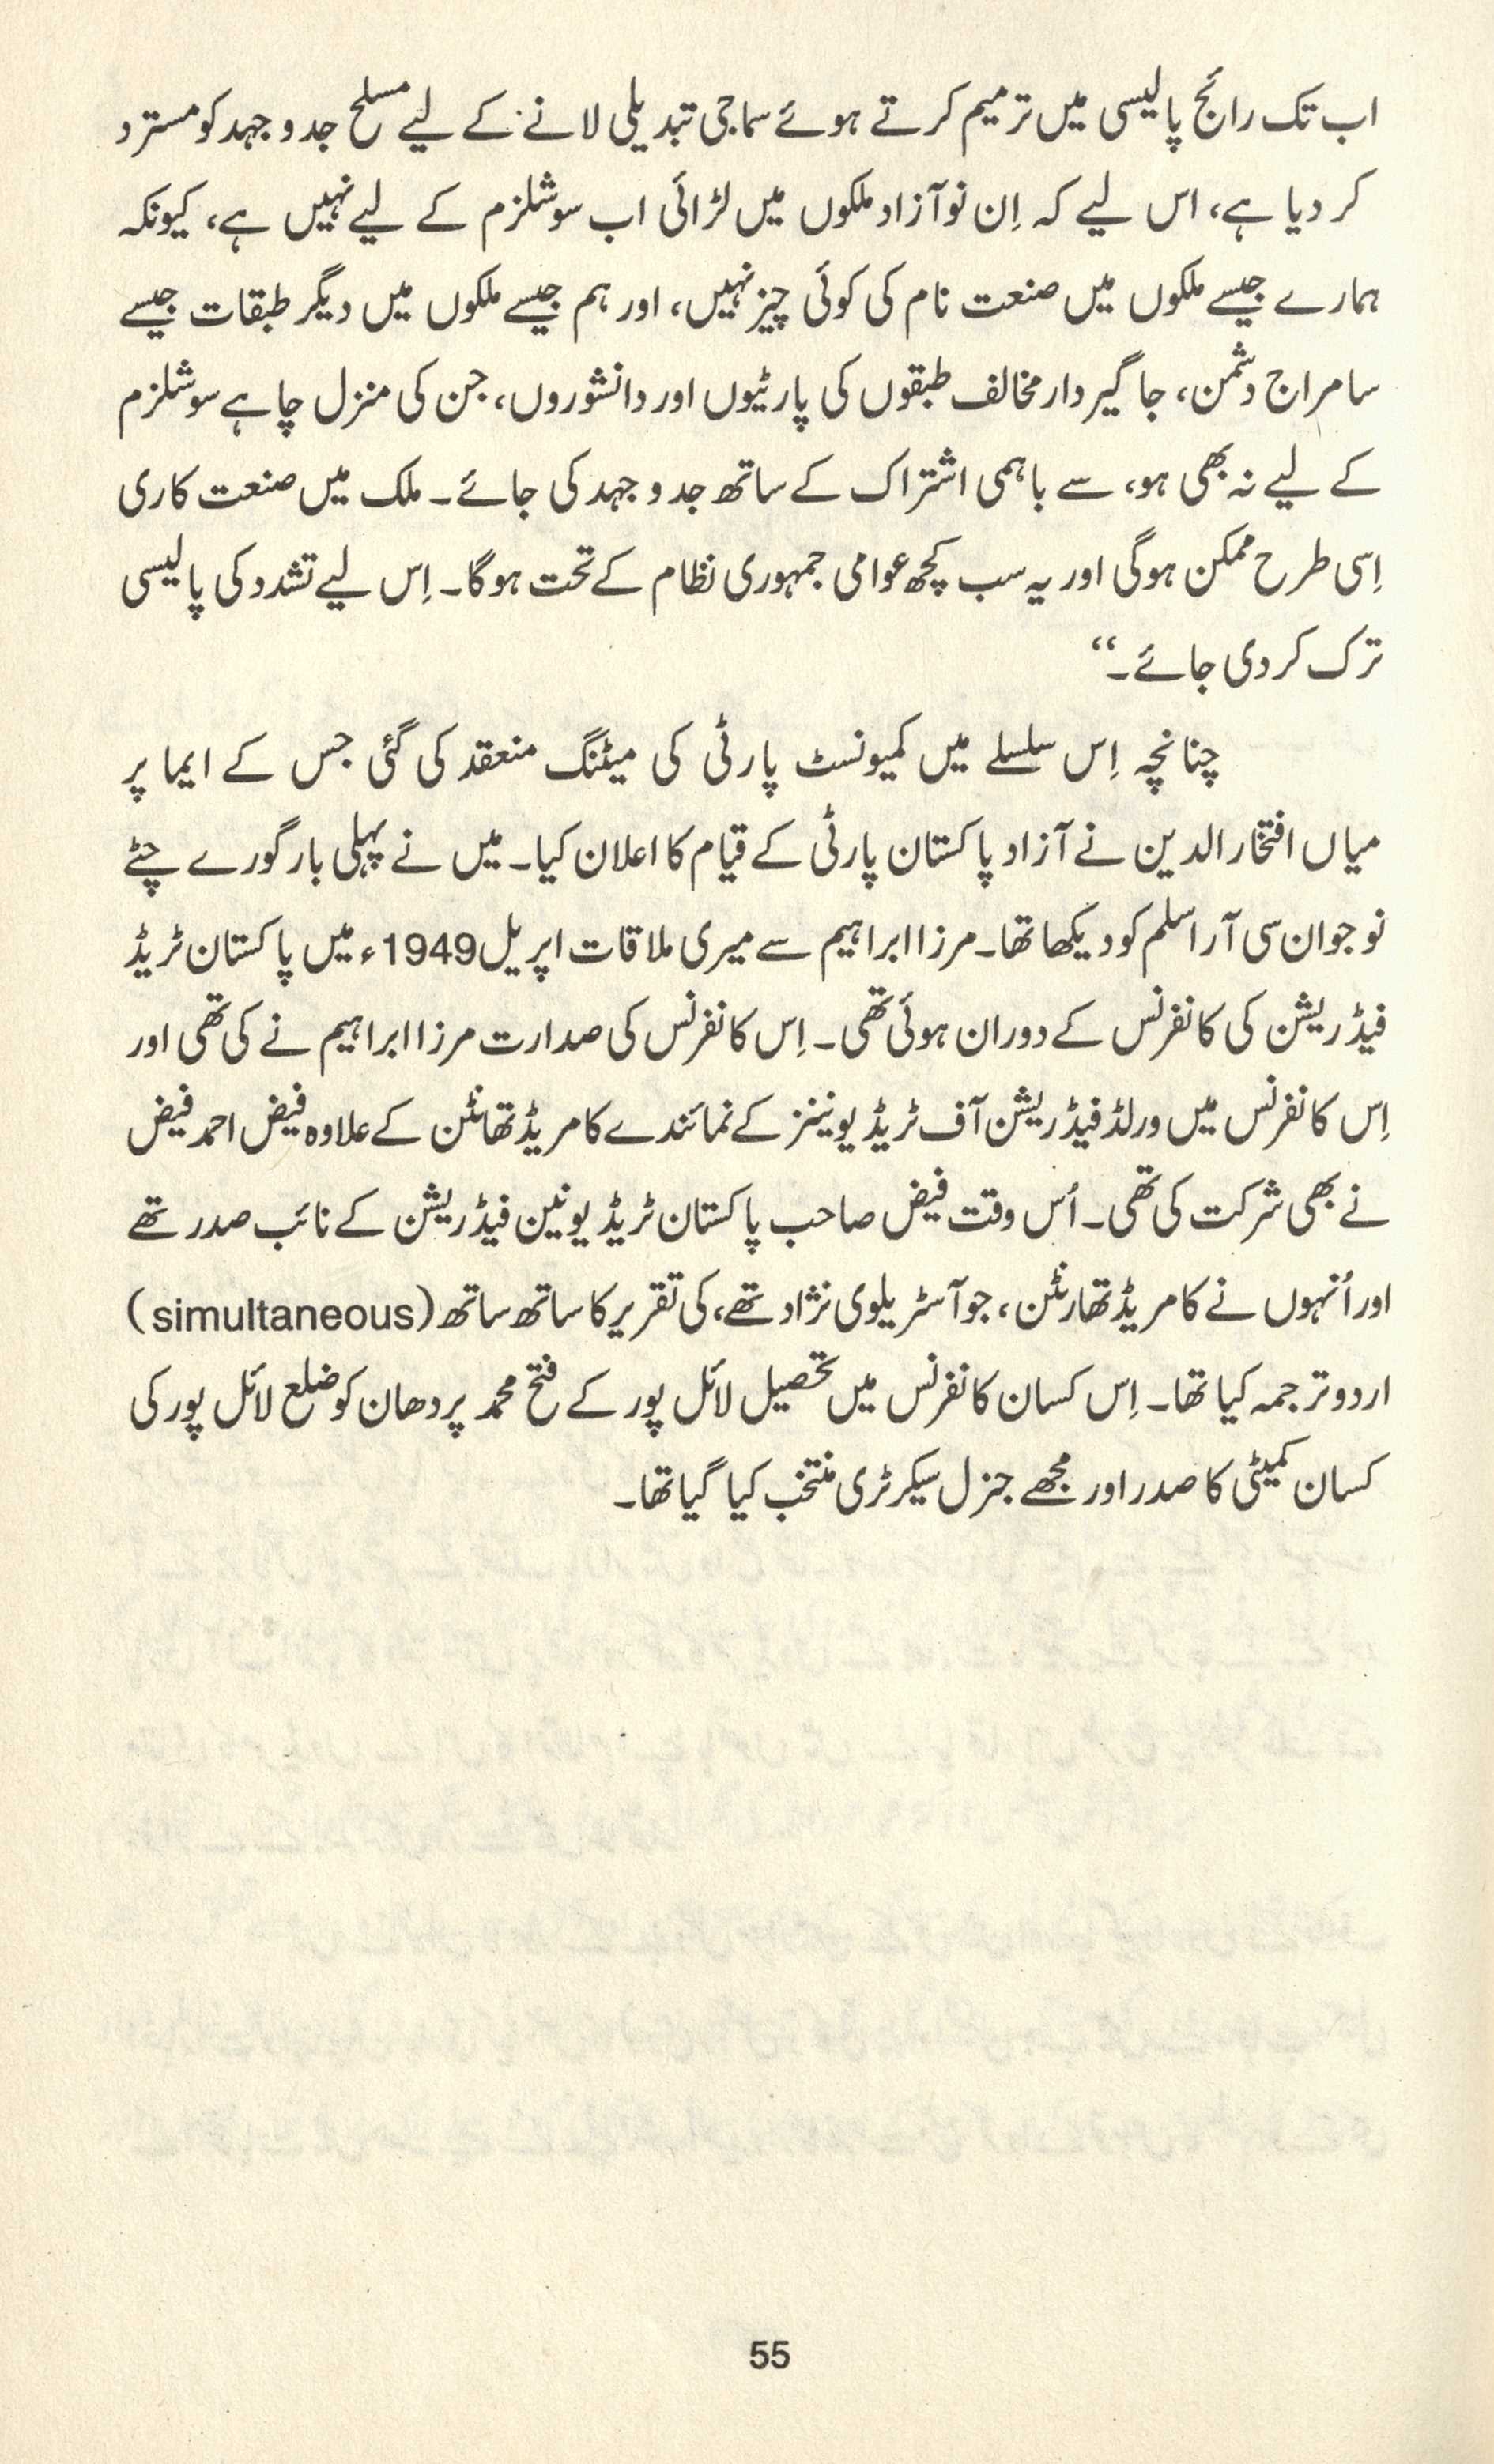 اب تک رائج پالیسی میں ترمیم کرتے ہوئے سماجی تبدیلی لانے کے لیے مسلح جدوجہد کو مسترد
کر دیا ہے، اس لیے کہ اِن نوآزاد ملکوں میں لڑائی اب سوشلزم کے لیے نہیں ہے، کیونکہ
ہمارے جیسے ملکوں میں صنعت نام کی کوئی چیز نہیں، اور ہم جیسے ملکوں میں دیگر طبقات جیسے
سامراج دشمن، جاگیردار مخالف طبقوں کی پارٹیوں اور دانشوروں، جن کی منزل چاہے سوشلزم
کے لیے نہ بھی ہو، سے باہمی اشتراک کے ساتھ جدوجہد کی جائے۔ ملک میں صنعت کاری
اِسی طرح ممکن ہوگی اور یہ سب کچھ عوامی جمہوری نظام کے تحت ہوگا۔ اِس لیے تشدد کی پالیسی
ترک کر دی جائے۔“
چنانچہ اِس سلسلے میں کمیونسٹ پارٹی کی میٹنگ منعقد کی گئی جس کے ایما پر
میاں افتخارالدین نے آزاد پاکستان پارٹی کے قیام کا اعلان کیا۔ میں نے پہلی بار گورے چٹے
نوجوان سی آر اسلم کو دیکھا تھا۔ مرزا ابراہیم سے میری ملاقات اپریل 1949ء میں پاکستان ٹریڈ
فیڈریشن کی کانفرنس کے دوران ہوئی تھی۔ اِس کانفرنس کی صدارت مرزا ابراہیم نے کی تھی اور
اِس کانفرنس میں ورلڈ فیڈریشن آف ٹریڈ یونینز کے نمائندے کامریڈ تھانٹن کے علاوہ فیض احمد فیض
نے بھی شرکت کی تھی۔ اُس وقت فیض صاحب پاکستان ٹریڈ یونین فیڈریشن کے نائب صدر تھے
اور اُنہوں نے کامریڈ تھارنٹن، جو آسٹریلوی نژاد تھے، کی تقریر کا ساتھ ساتھ (simultaneous)
اردو ترجمہ کیا تھا۔ اِس کسان کانفرنس میں تحصیل لائل پور کے فتح محمد پردھان کو ضلع لائل پور کی
کسان کمیٹی کا صدر اور مجھے جنرل سیکرٹری منتخب کیا گیا تھا۔
55